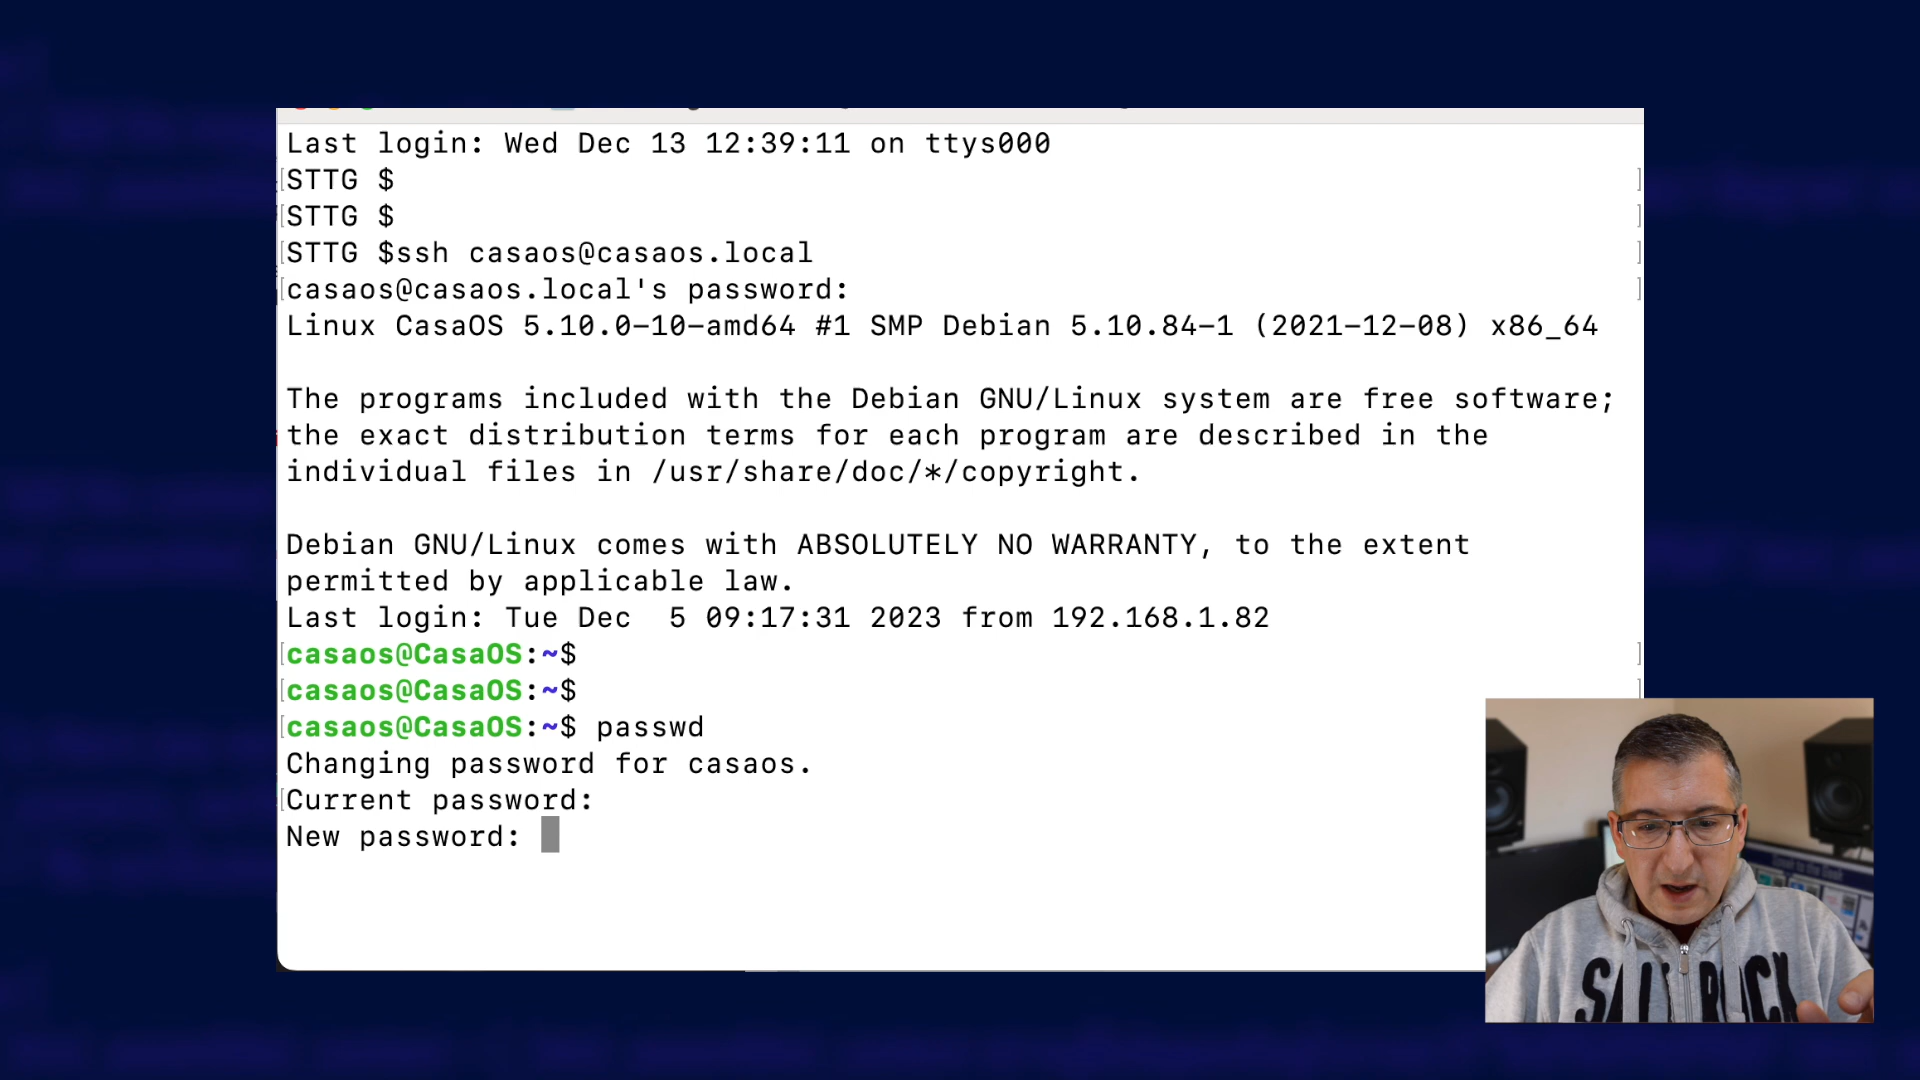 Last login: Wed Dec 13 12:39:11 on ttys000
[STTG $ ]
[STTG $ ]
[STTG $ssh casaos@casaos.local ]
[casaos@casaos.local's password: ]
Linux CasaOS 5.10.0-10-amd64 #1 SMP Debian 5.10.84-1 (2021-12-08) x86_64
The programs included with the Debian GNU/Linux system are free software;
the exact distribution terms for each program are described in the
individual files in /usr/share/doc/*/copyright.
Debian GNU/Linux comes with ABSOLUTELY NO WARRANTY, to the extent
permitted by applicable law.
Last login: Tue Dec  5 09:17:31 2023 from 192.168.1.82
[casaos@CasaOS:~$ ]
[casaos@CasaOS:~$ ]
[casaos@CasaOS:~$ passwd
Changing password for casaos.
[Current password:
New password: